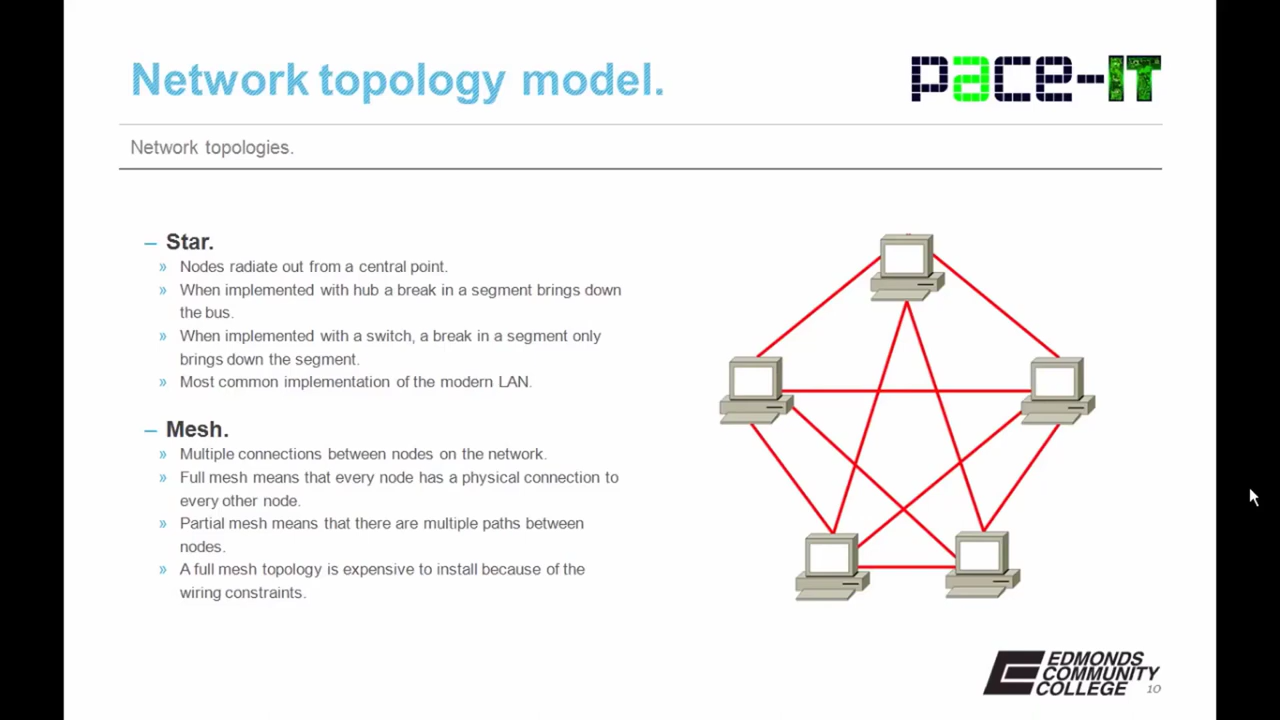 Network topology model.
pace-IT
Network topologies.
– Star.
» Nodes radiate out from a central point.
» When implemented with hub a break in a segment brings down
the bus.
» When implemented with a switch, a break in a segment only
brings down the segment.
» Most common implementation of the modern LAN.
– Mesh.
» Multiple connections between nodes on the network.
» Full mesh means that every node has a physical connection to
every other node.
» Partial mesh means that there are multiple paths between
nodes.
» A full mesh topology is expensive to install because of the
wiring constraints.
EDMONDS
COMMUNITY
COLLEGE 10